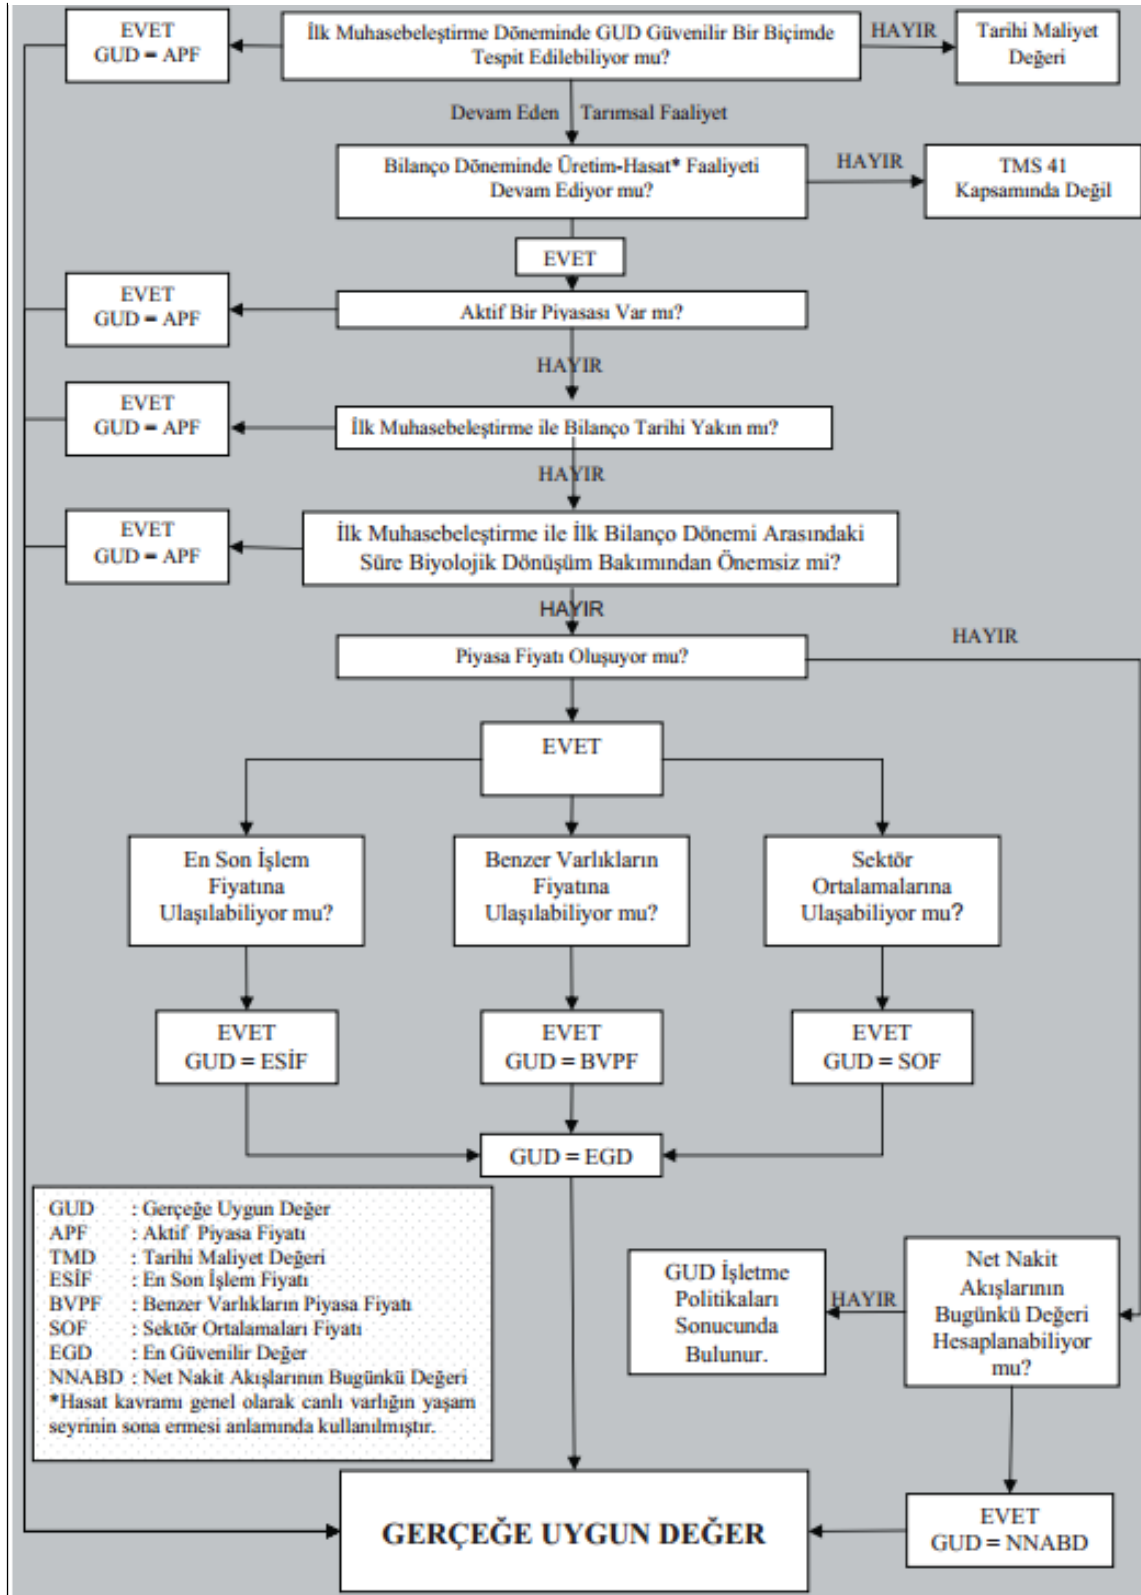 EVET
GUD = APF
İlk Muhasebeleştirme Döneminde GUD Güvenilir Bir Biçimde
Tespit Edilebiliyor mu?
HAYIR
Tarihi Maliyet
Değeri
Devam Eden Tarımsal Faaliyet
Bilanço Döneminde Üretim-Hasat* Faaliyeti
Devam Ediyor mu?
HAYIR
TMS 41
Kapsamında Değil
EVET
EVET
GUD = APF
Aktif Bir Piyasası Var mı?
HAYIR
EVET
GUD = APF
İlk Muhasebeleştirme ile Bilanço Tarihi Yakın mı?
HAYIR
EVET
GUD = APF
İlk Muhasebeleştirme ile İlk Bilanço Dönemi Arasındaki
Süre Biyolojik Dönüşüm Bakımından Önemsiz mi?
HAYIR
Piyasa Fiyatı Oluşuyor mu?
HAYIR
EVET
En Son İşlem
Fiyatına
Ulaşılabiliyor mu?
Benzer Varlıkların
Fiyatına
Ulaşılabiliyor mu?
Sektör
Ortalamalarına
Ulaşabiliyor mu?
EVET
GUD = ESİF
EVET
GUD = BVPF
EVET
GUD = SOF
GUD = EGD
GUD : Gerçeğe Uygun Değer
APF : Aktif Piyasa Fiyatı
TMD : Tarihi Maliyet Değeri
ESİF : En Son İşlem Fiyatı
BVPF : Benzer Varlıkların Piyasa Fiyatı
SOF : Sektör Ortalamaları Fiyatı
EGD : En Güvenilir Değer
NNABD : Net Nakit Akışlarının Bugünkü Değeri
*Hasat kavramı genel olarak canlı varlığın yaşam
seyrinin sona ermesi anlamında kullanılmıştır.
GUD İşletme
Politikaları
Sonucunda
Bulunur.
HAYIR
Net Nakit
Akışlarının
Bugünkü Değeri
Hesaplanabiliyor
mu?
EVET
GUD = NNABD
GERÇEĞE UYGUN DEĞER